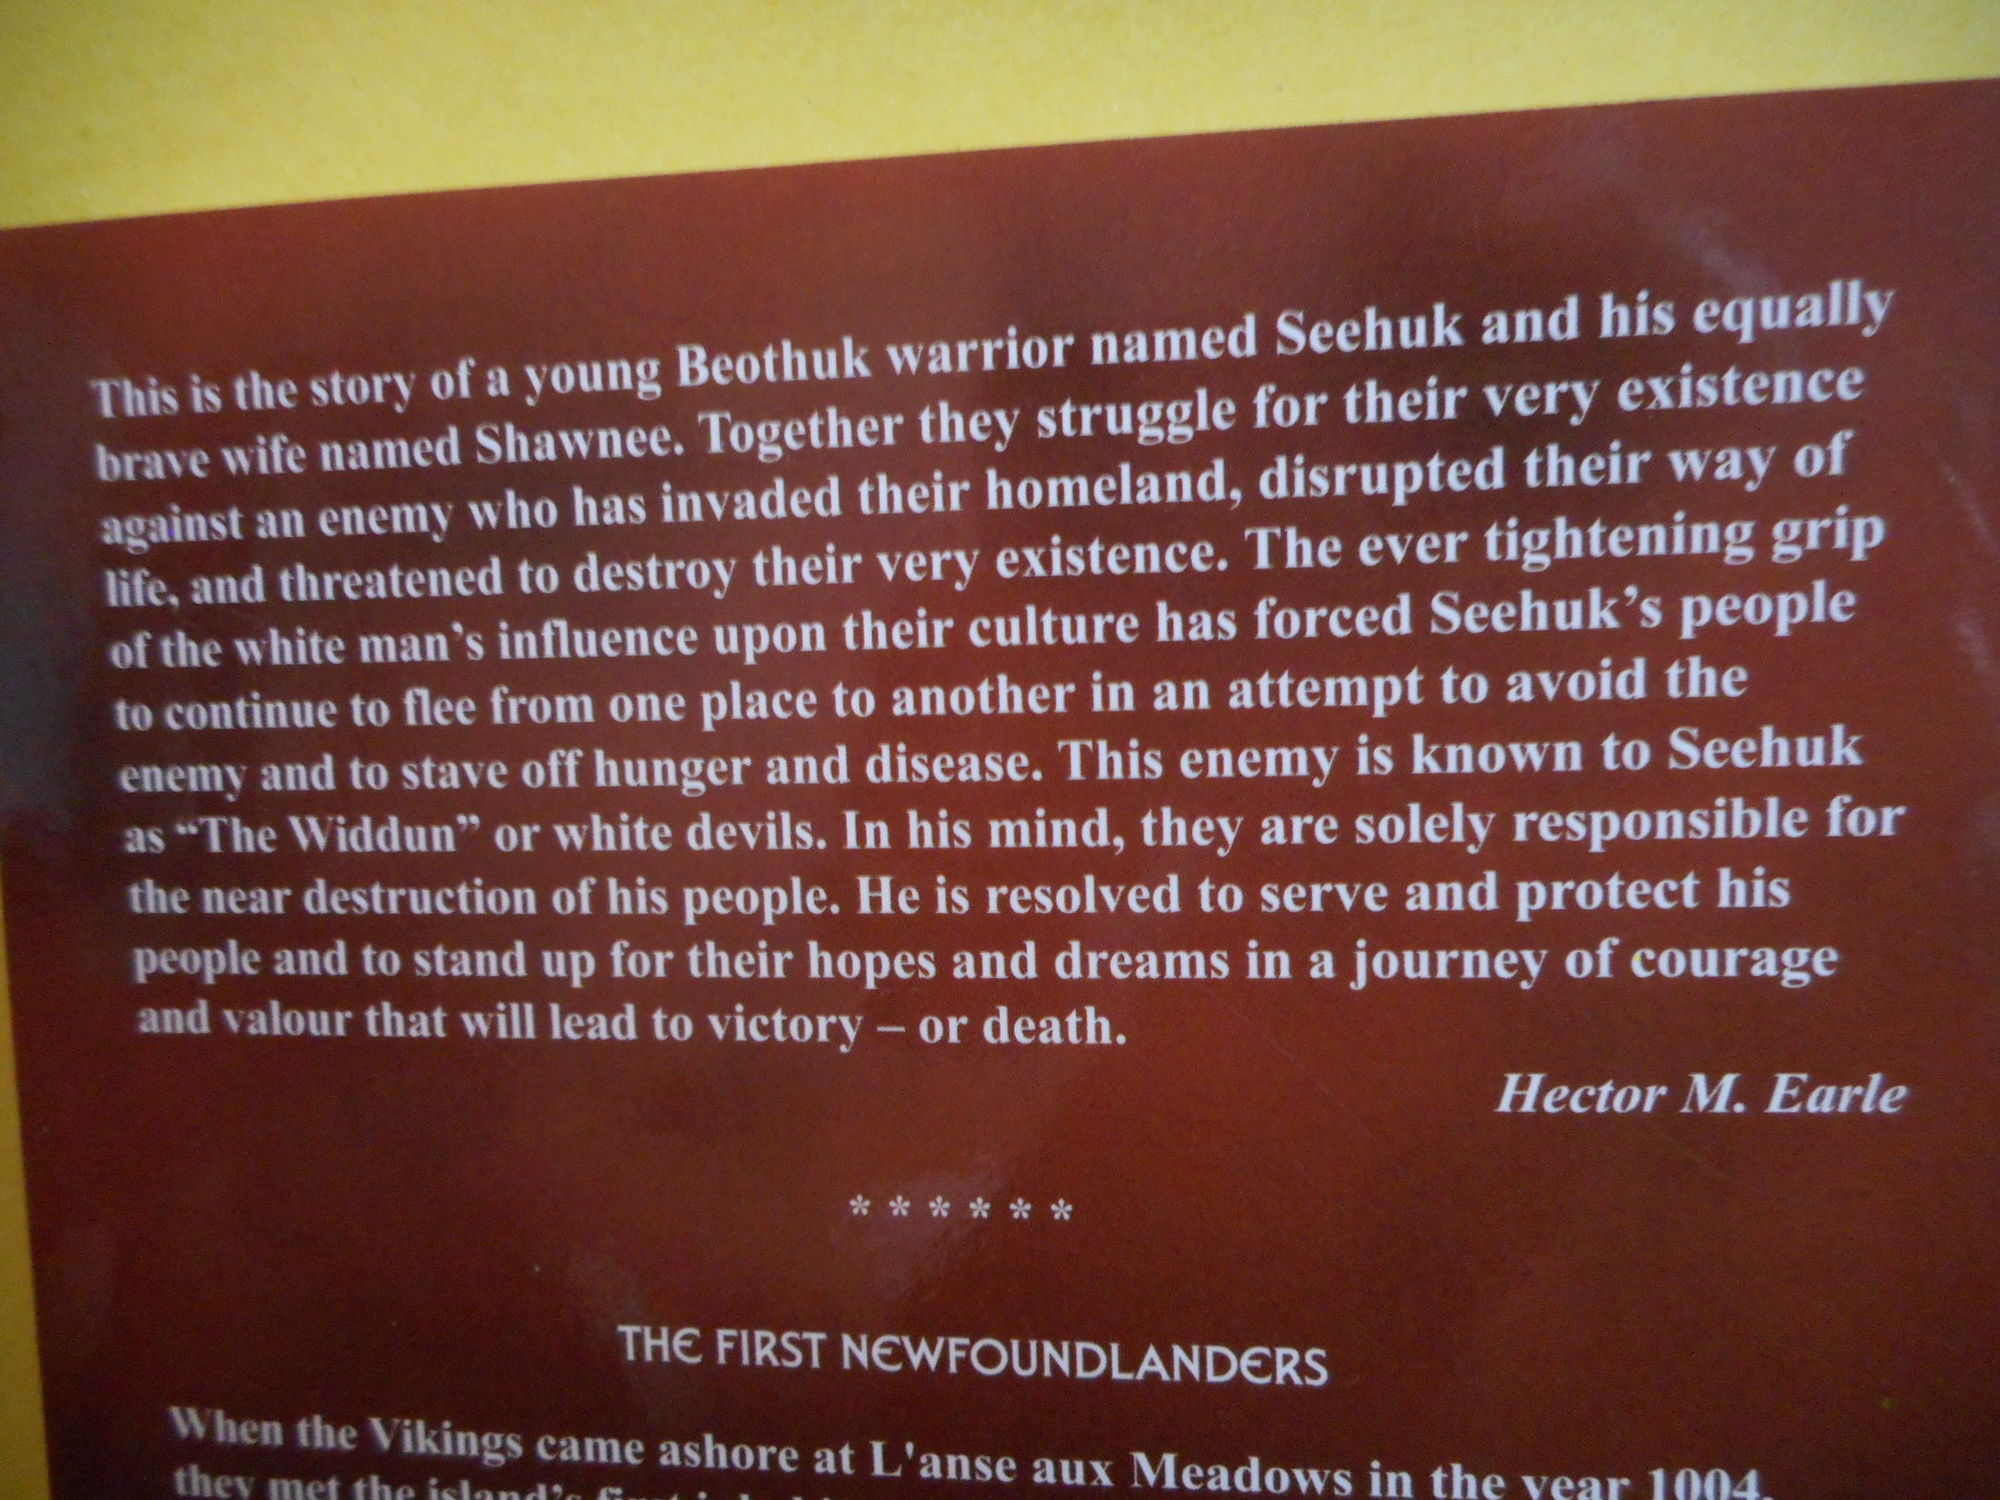 This is the story of a young Beothuk warrior named Seehuk and his equally
brave wife named Shawnee. Together they struggle for their very existence
against an enemy who has invaded their homeland, disrupted their way of
life, and threatened to destroy their very existence. The ever tightening grip
of the white man’s influence upon their culture has forced Seehuk’s people
to continue to flee from one place to another in an attempt to avoid the
enemy and to stave off hunger and disease. This enemy is known to Seehuk
as “The Widdun” or white devils. In his mind, they are solely responsible for
the near destruction of his people. He is resolved to serve and protect his
people and to stand up for their hopes and dreams in a journey of courage
and valour that will lead to victory – or death.
Hector M. Earle
* * * * * *
THE FIRST NEWFOUNDLANDERS
When the Vikings came ashore at L'anse aux Meadows in the year 1004,
they met the island’s first